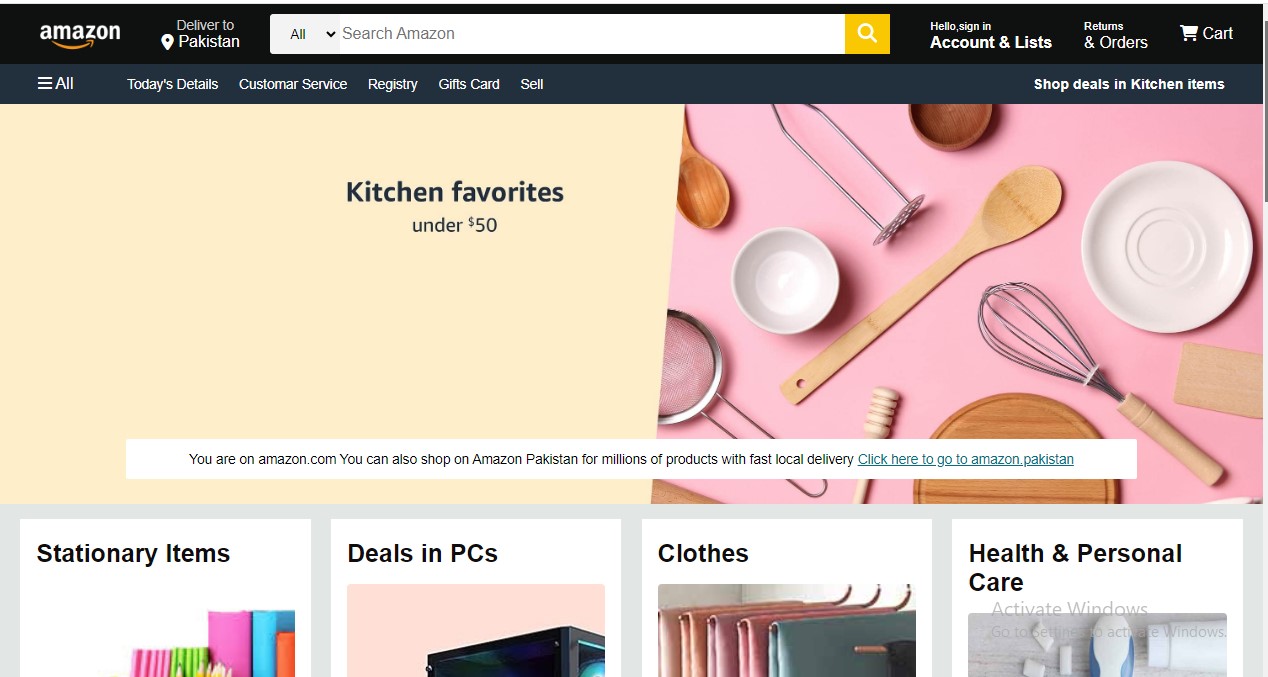 amazon
Deliver to
Pakistan
All
Search Amazon
Hello,sign in
Account & Lists
Returns
& Orders
Cart
All
Today's Details
Customar Service
Registry
Gifts Card
Sell
Shop deals in Kitchen items
Kitchen favorites
under $50
You are on amazon.com You can also shop on Amazon Pakistan for millions of products with fast local delivery Click here to go to amazon.pakistan
Stationary Items
Deals in PCs
Clothes
Health & Personal
Care
Activate Windows
Go to Settings to activate Windows.